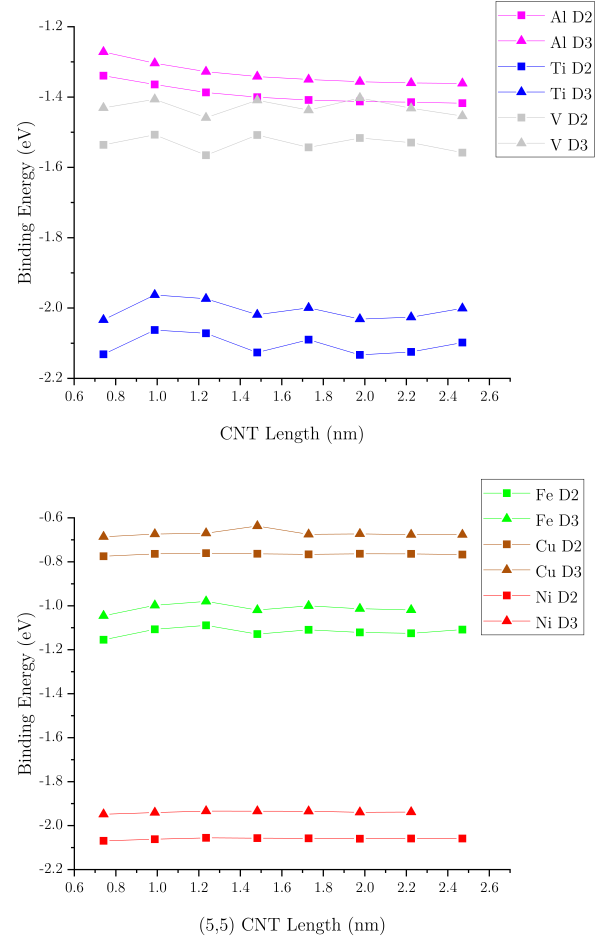 Al D2
Al D3
Ti D2
Ti D3
V D2
V D3
-1.2
-1.4
-1.6
-1.8
-2.0
-2.2
Binding Energy (eV)
0.6 0.8 1.0 1.2 1.4 1.6 1.8 2.0 2.2 2.4 2.6
CNT Length (nm)
Fe D2
Fe D3
Cu D2
Cu D3
Ni D2
Ni D3
-0.6
-0.8
-1.0
-1.2
-1.4
-1.6
-1.8
-2.0
-2.2
Binding Energy (eV)
0.6 0.8 1.0 1.2 1.4 1.6 1.8 2.0 2.2 2.4 2.6
(5,5) CNT Length (nm)